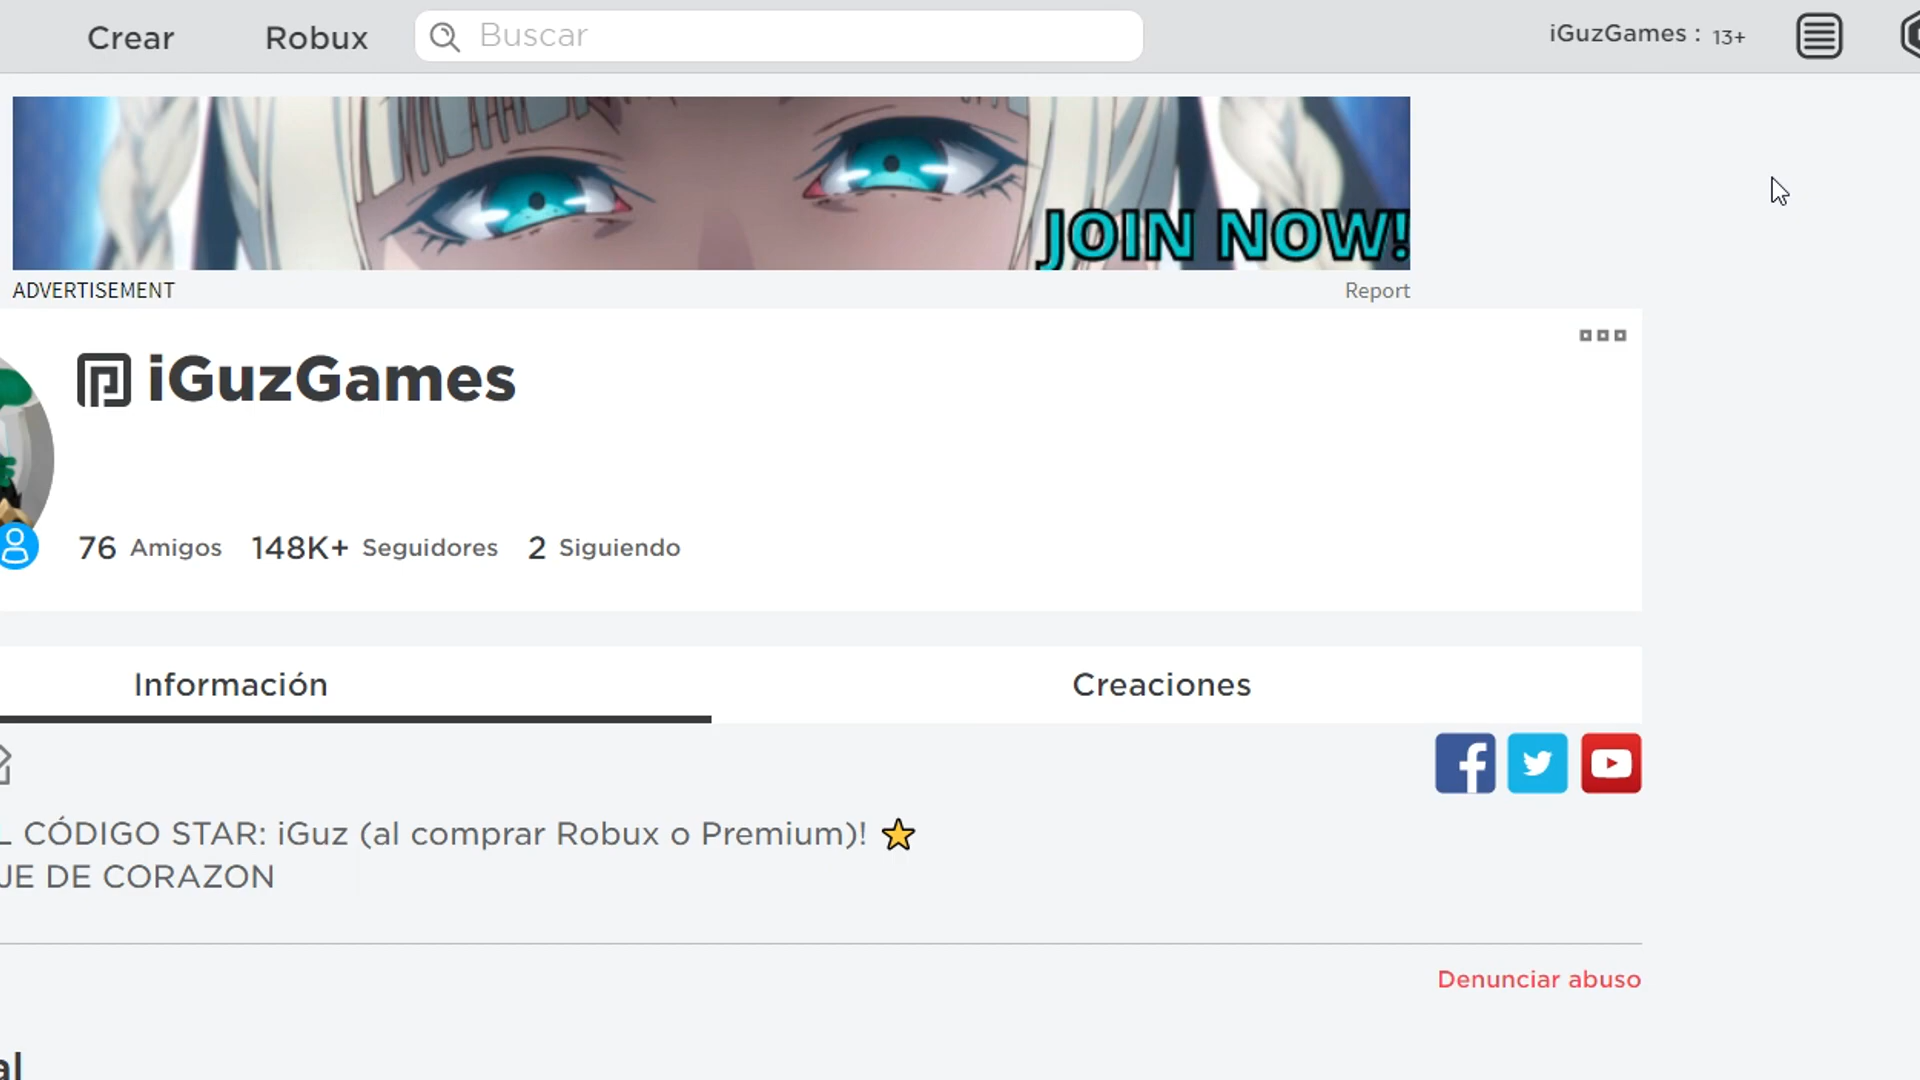 Crear Robux Buscar iGuzGames : 13+
JOIN NOW!
ADVERTISEMENT Report
iGuzGames
76 Amigos 148K+ Seguidores 2 Siguiendo
Información Creaciones
L CÓDIGO STAR: iGuz (al comprar Robux o Premium)! ⭐
JE DE CORAZON
Denunciar abuso
al